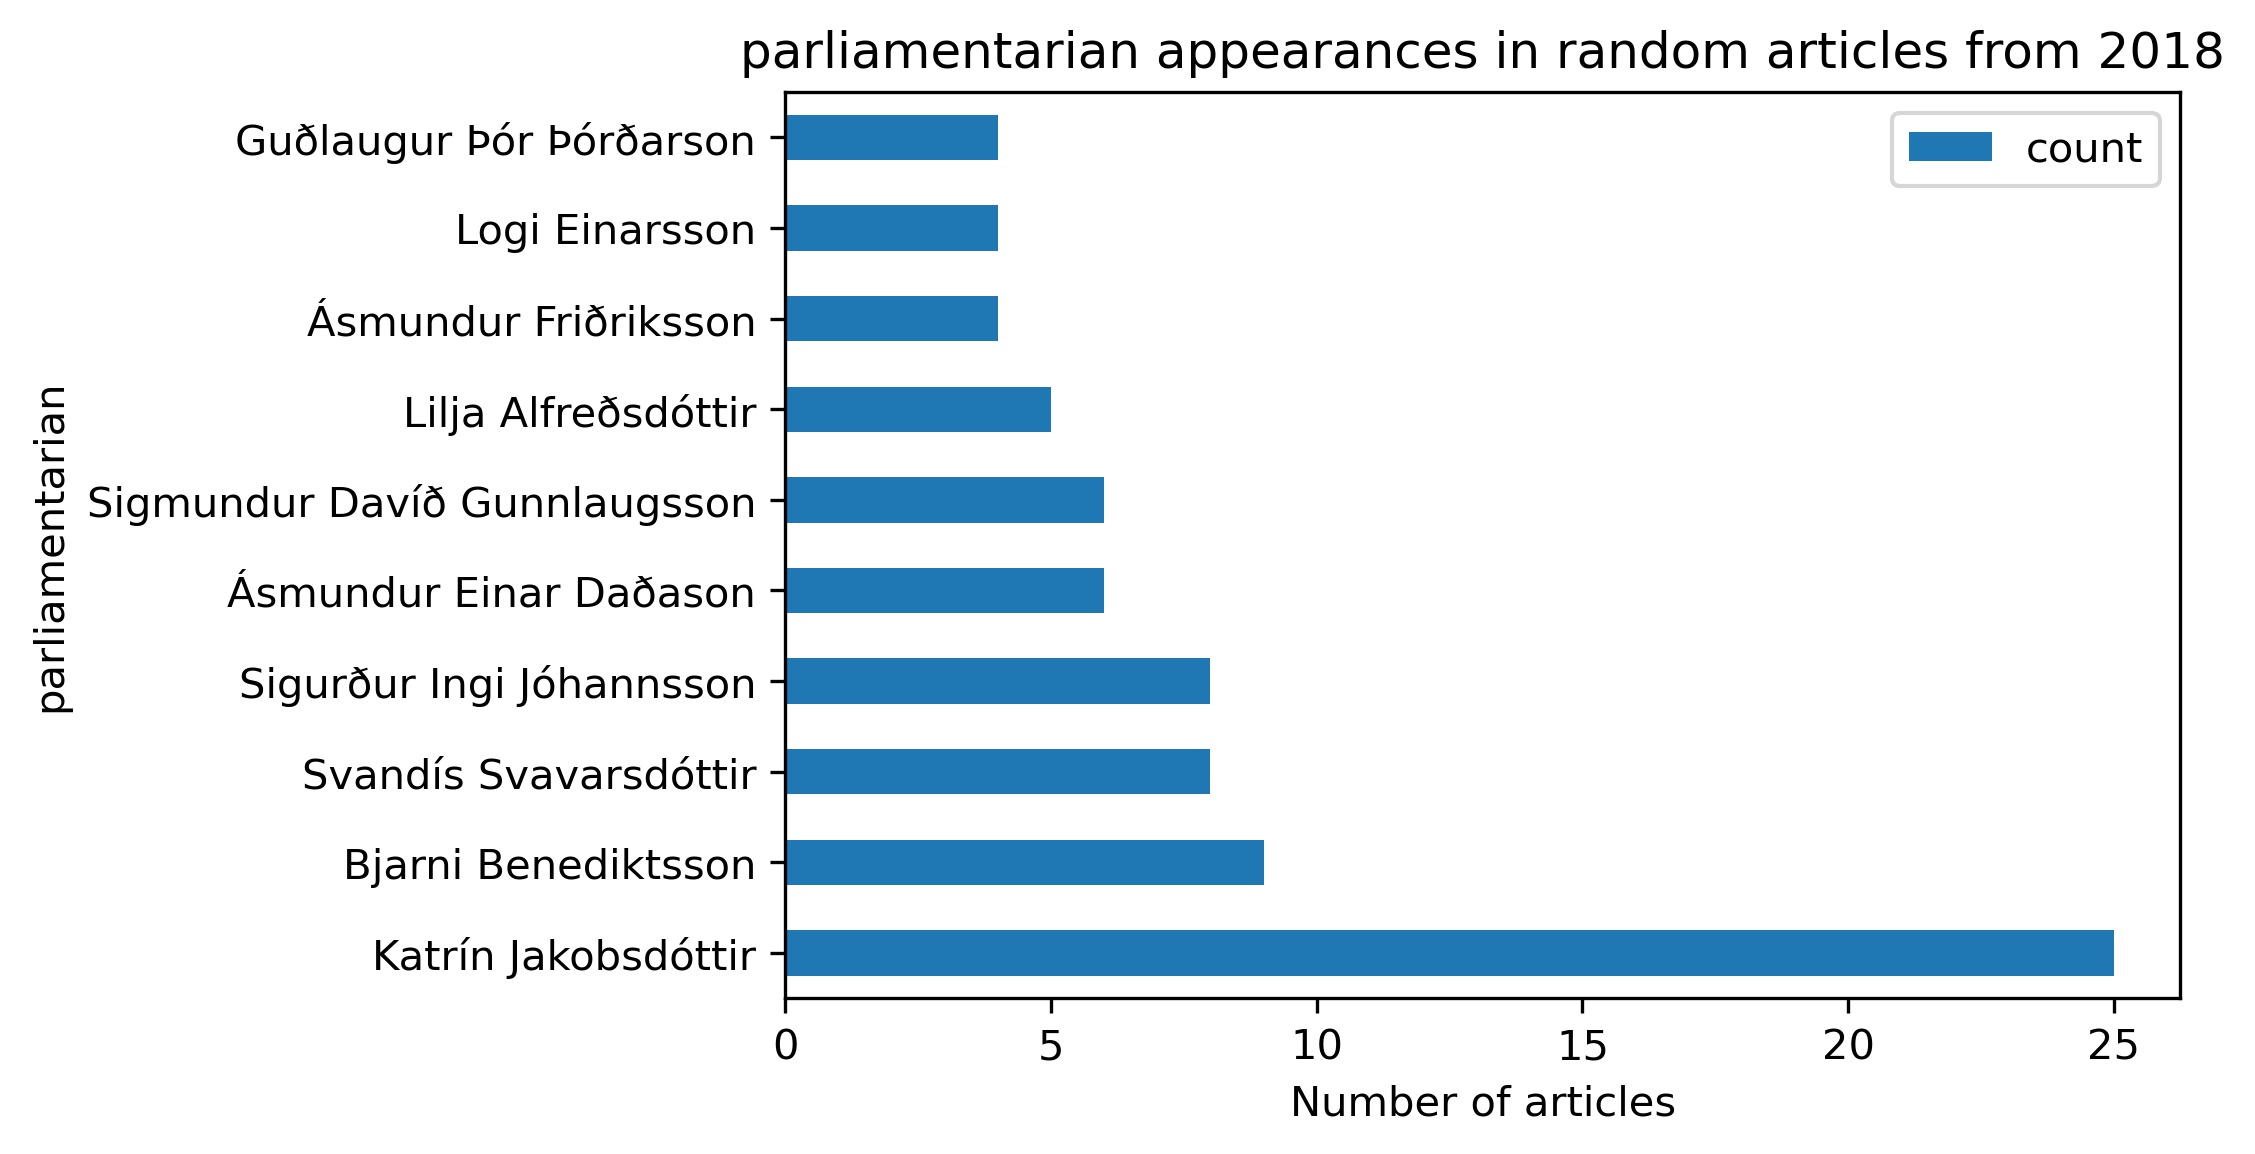 parliamentarian appearances in random articles from 2018
count
Guðlaugur Þór Þórðarson
Logi Einarsson
Ásmundur Friðriksson
Lilja Alfreðsdóttir
Sigmundur Davíð Gunnlaugsson
Ásmundur Einar Daðason
Sigurður Ingi Jóhannsson
Svandís Svavarsdóttir
Bjarni Benediktsson
Katrín Jakobsdóttir
parliamentarian
0 5 10 15 20 25
Number of articles